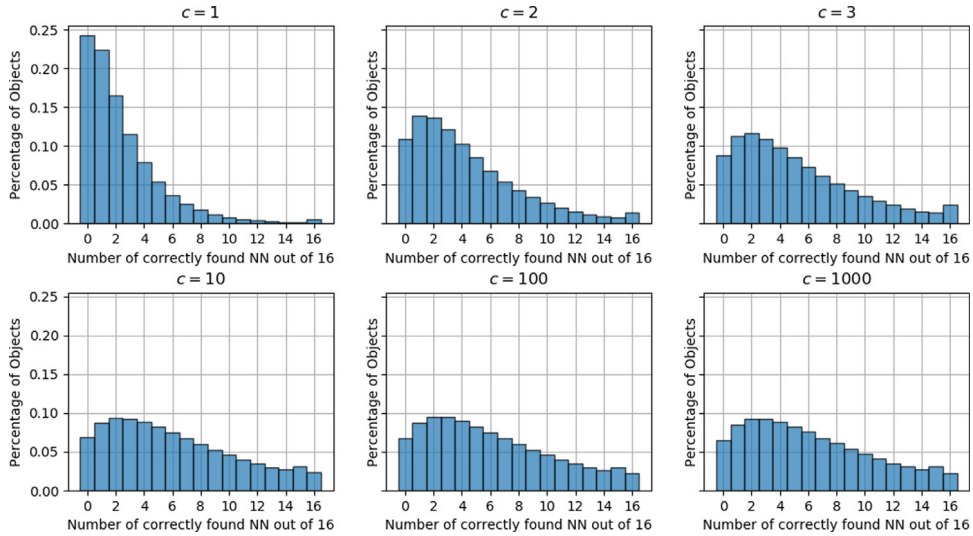 c = 1
c = 2
c = 3
Percentage of Objects
0.25
0.20
0.15
0.10
0.05
0.00
0 2 4 6 8 10 12 14 16
Number of correctly found NN out of 16
Percentage of Objects
0 2 4 6 8 10 12 14 16
Number of correctly found NN out of 16
Percentage of Objects
0 2 4 6 8 10 12 14 16
Number of correctly found NN out of 16
c = 10
c = 100
c = 1000
Percentage of Objects
0.25
0.20
0.15
0.10
0.05
0.00
0 2 4 6 8 10 12 14 16
Number of correctly found NN out of 16
Percentage of Objects
0 2 4 6 8 10 12 14 16
Number of correctly found NN out of 16
Percentage of Objects
0 2 4 6 8 10 12 14 16
Number of correctly found NN out of 16